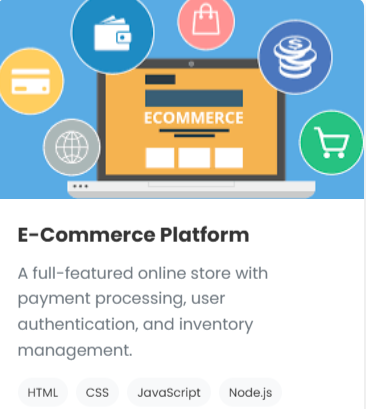 ECOMMERCE
E-Commerce Platform
A full-featured online store with
payment processing, user
authentication, and inventory
management.
HTML CSS JavaScript Node.js